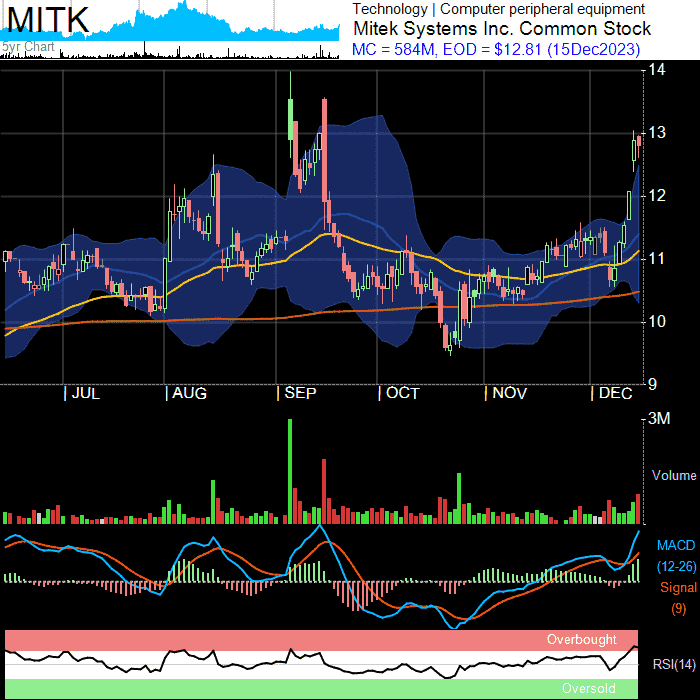 MITK
5yr Chart
Technology | Computer peripheral equipment
Mitek Systems Inc. Common Stock
MC = 584M, EOD = $12.81 (15Dec2023)
14
13
12
11
10
9
| JUL | AUG | SEP | OCT | NOV | DEC
3M
Volume
MACD
(12-26)
Signal
(9)
Overbought
RSI(14)
Oversold